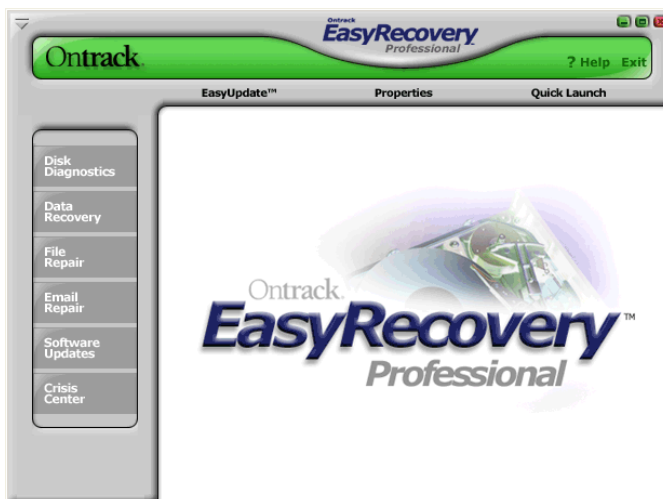 Ontrack
EasyRecovery™
Professional
Ontrack.
? Help Exit
EasyUpdate™ Properties Quick Launch
Disk
Diagnostics
Data
Recovery
File
Repair
Email
Repair
Software
Updates
Crisis
Center
Ontrack.
EasyRecovery™
Professional